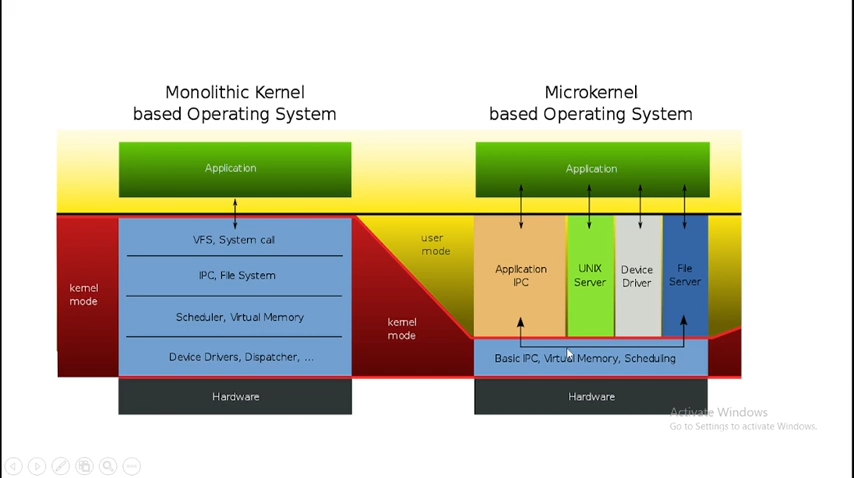 Monolithic Kernel
based Operating System
Microkernel
based Operating System
Application
VFS, System call
IPC, File System
Scheduler, Virtual Memory
Device Drivers, Dispatcher, ...
Hardware
kernel
mode
user
mode
kernel
mode
Application
Application
IPC
UNIX
Server
Device
Driver
File
Server
Basic IPC, Virtual Memory, Scheduling
Hardware
Activate Windows
Go to Settings to activate Windows.